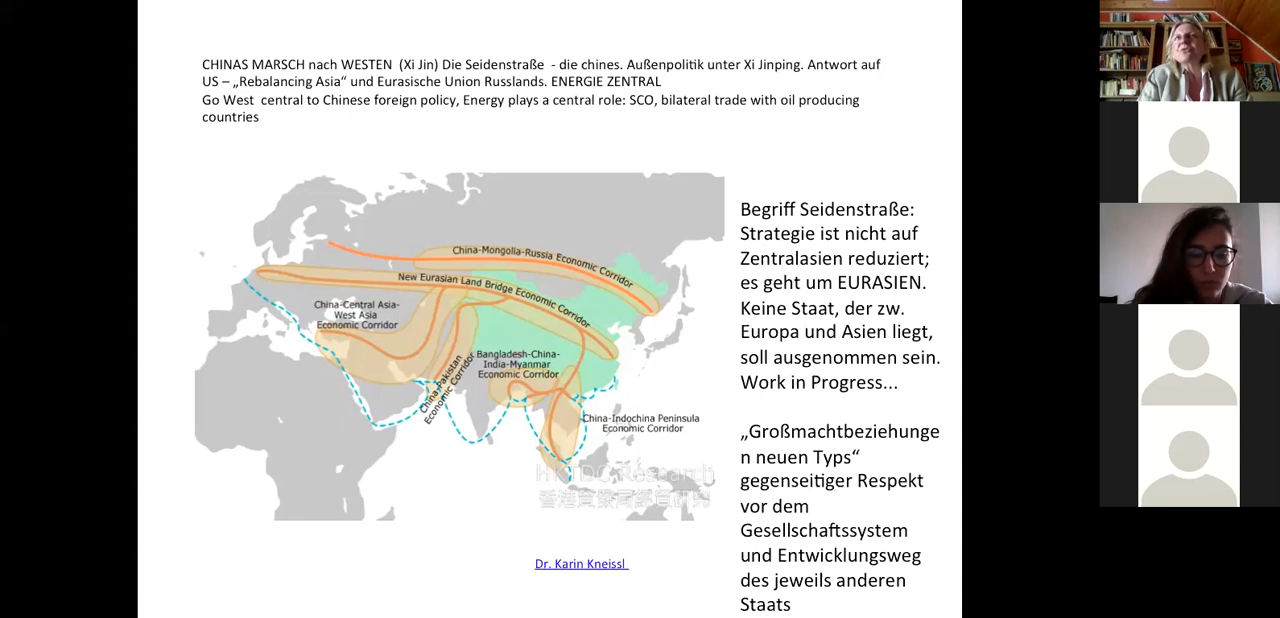 CHINAS MARSCH nach WESTEN  (Xi Jin) Die Seidenstraße  - die chines. Außenpolitik unter Xi Jinping. Antwort auf
US – „Rebalancing Asia“ und Eurasische Union Russlands. ENERGIE ZENTRAL
Go West  central to Chinese foreign policy, Energy plays a central role: SCO, bilateral trade with oil producing
countries
China-Mongolia-Russia Economic Corridor
New Eurasian Land Bridge Economic Corridor
China-Central Asia-
West Asia
Economic Corridor
China-Pakistan
Economic Corridor
Bangladesh-China-
India-Myanmar
Economic Corridor
China-Indochina Peninsula
Economic Corridor
HKTDC Research
Begriff Seidenstraße:
Strategie ist nicht auf
Zentralasien reduziert;
es geht um EURASIEN.
Keine Staat, der zw.
Europa und Asien liegt,
soll ausgenommen sein.
Work in Progress...
„Großmachtbeziehunge
n neuen Typs“
gegenseitiger Respekt
vor dem
Gesellschaftssystem
und Entwicklungsweg
des jeweils anderen
Staats
Dr. Karin Kneissl